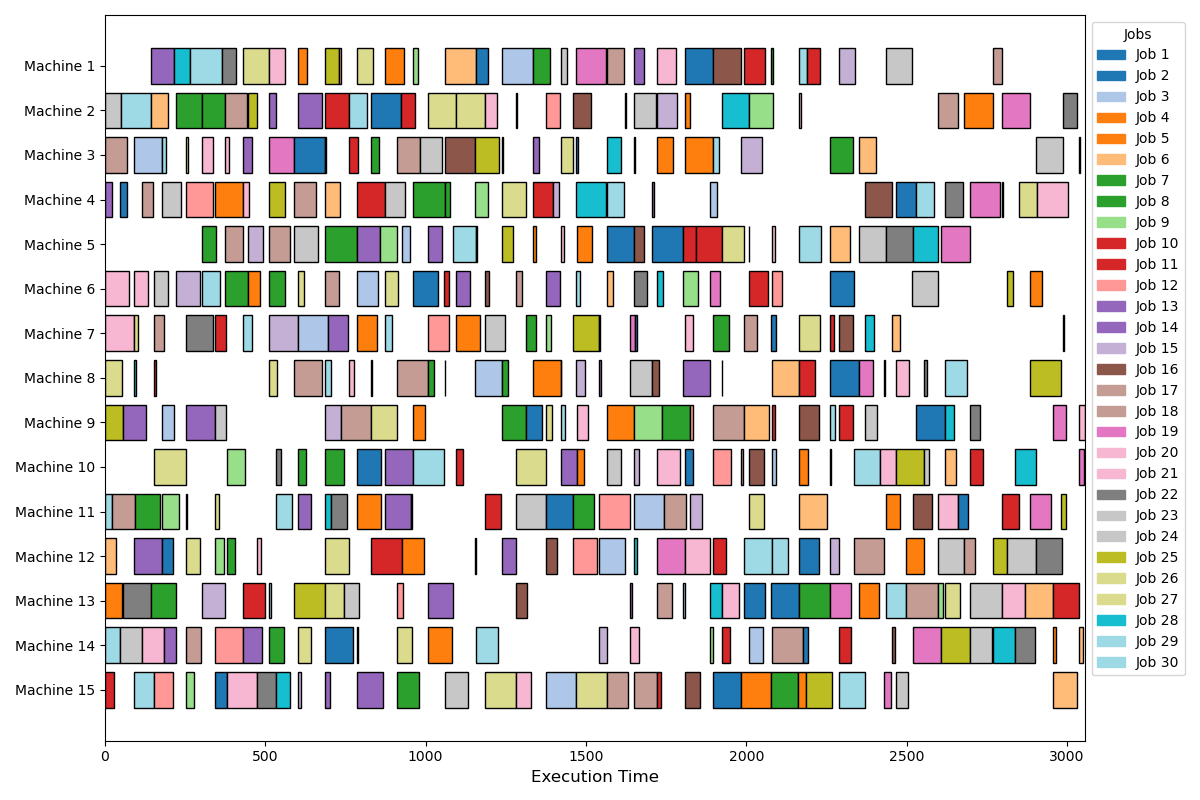 Machine 1
Machine 2
Machine 3
Machine 4
Machine 5
Machine 6
Machine 7
Machine 8
Machine 9
Machine 10
Machine 11
Machine 12
Machine 13
Machine 14
Machine 15
0 500 1000 1500 2000 2500 3000
Execution Time
Jobs
Job 1
Job 2
Job 3
Job 4
Job 5
Job 6
Job 7
Job 8
Job 9
Job 10
Job 11
Job 12
Job 13
Job 14
Job 15
Job 16
Job 17
Job 18
Job 19
Job 20
Job 21
Job 22
Job 23
Job 24
Job 25
Job 26
Job 27
Job 28
Job 29
Job 30